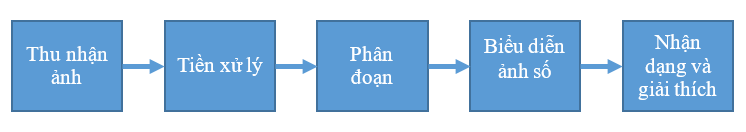 Thu nhận
ảnh
Tiền xử lý
Phân
đoạn
Biểu diễn
ảnh số
Nhận
dạng và
giải thích